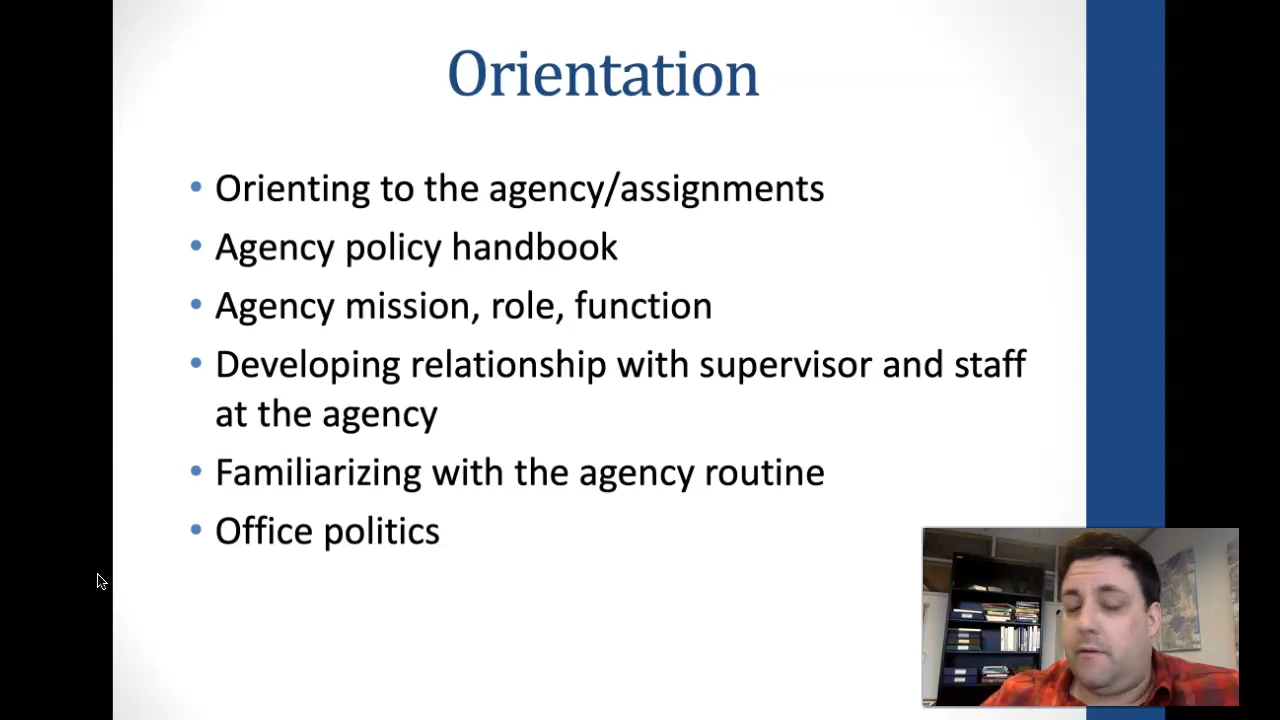 Orientation
• Orienting to the agency/assignments
• Agency policy handbook
• Agency mission, role, function
• Developing relationship with supervisor and staff
at the agency
• Familiarizing with the agency routine
• Office politics